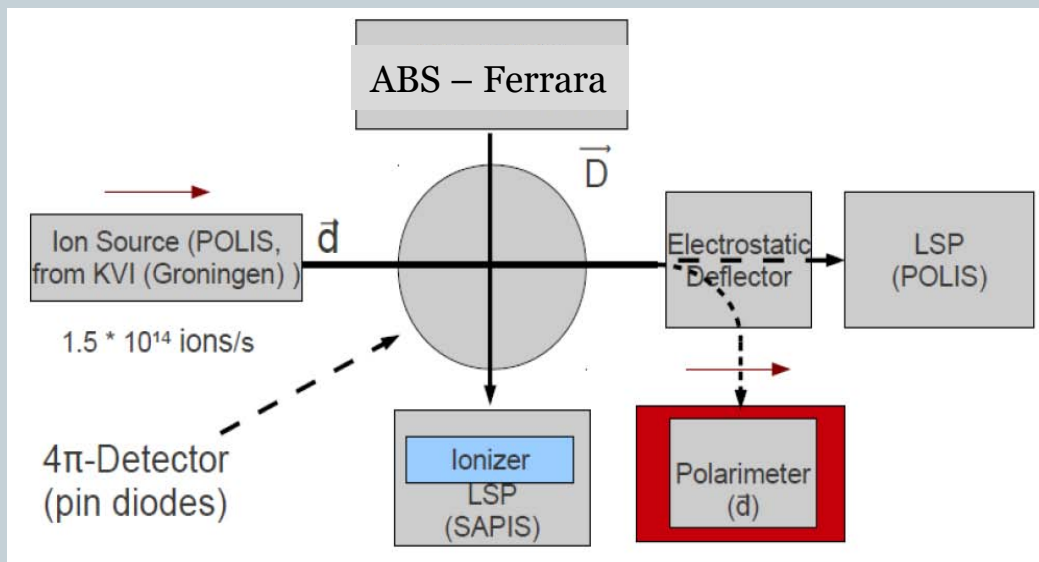 ABS – Ferrara
D⃗
Ion Source (POLIS,
from KVI (Groningen) )
d⃗
Electrostatic
Deflector
LSP
(POLIS)
1.5 * 10¹⁴ ions/s
4π-Detector
(pin diodes)
Ionizer
LSP
(SAPIS)
Polarimeter
(d⃗)